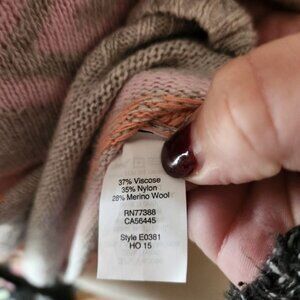 37% Viscose
35% Nylon
28% Merino Wool
RN77388
CA56445
Style E0381
HO 15